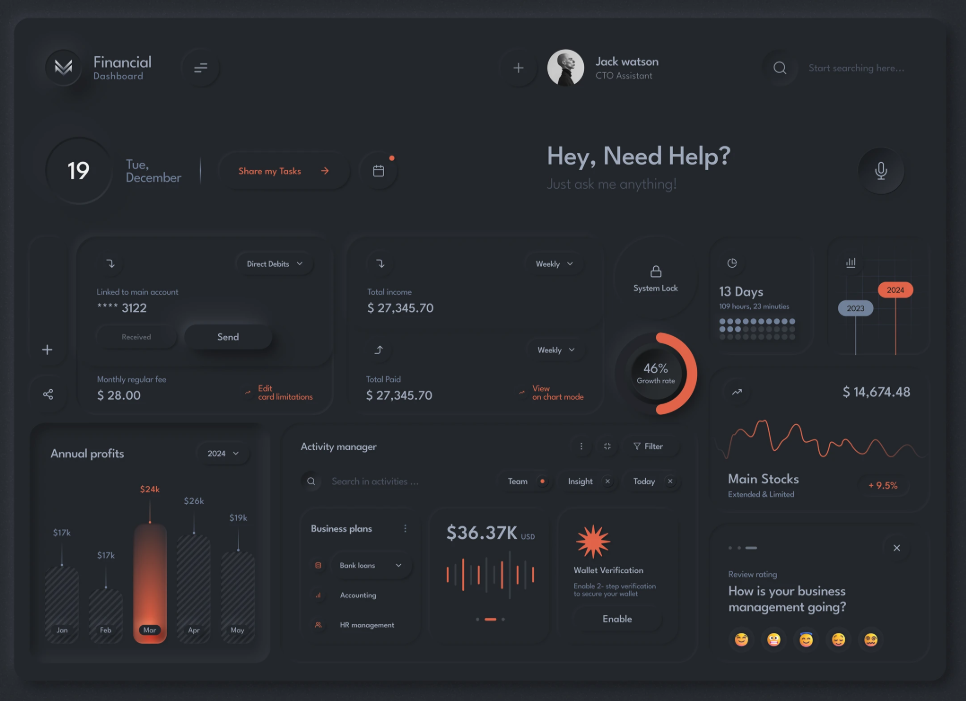 Financial
Dashboard
Jack watson
CTO Assistant
Start searching here...
19
Tue,
December
Share my Tasks
Hey, Need Help?
Just ask me anything!
Direct Debits
Linked to main account
**** 3122
Received
Send
Monthly regular fee
$ 28.00
Edit
card limitations
Weekly
Total income
$ 27,345.70
Weekly
Total Paid
$ 27,345.70
View
on chart mode
System Lock
46%
Growth rate
13 Days
109 hours, 23 minutes
2024
2023
$ 14,674.48
Main Stocks
Extended & Limited
+ 9.5%
Annual profits
2024
$17k
$17k
$24k
$26k
$19k
Jan
Feb
Mar
Apr
May
Activity manager
Filter
Search in activities ...
Team
Insight
Today
Business plans
Bank loans
Accounting
HR management
$36.37K USD
Wallet Verification
Enable 2- step verification
to secure your wallet
Enable
Review rating
How is your business
management going?